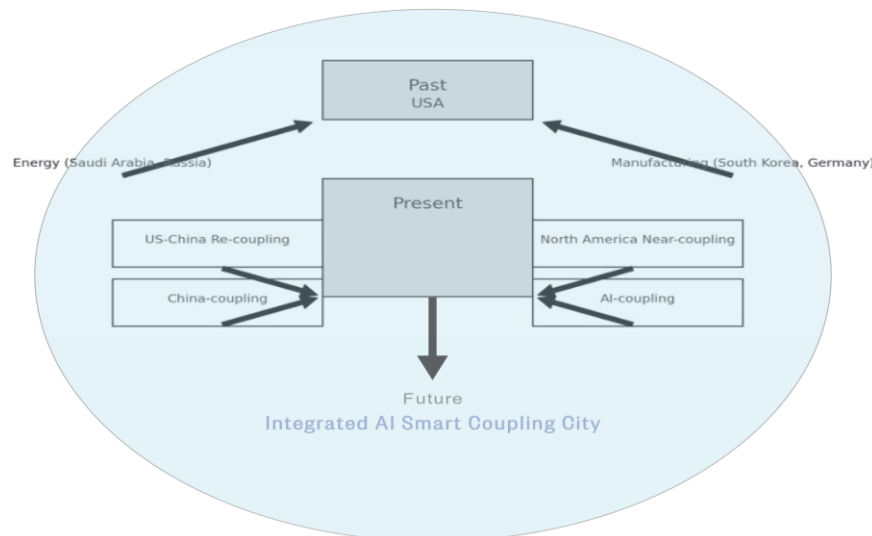 Past
USA
Energy (Saudi Arabia, Russia)
Manufacturing (South Korea, Germany)
Present
US-China Re-coupling
North America Near-coupling
China-coupling
AI-coupling
Future
Integrated AI Smart Coupling City